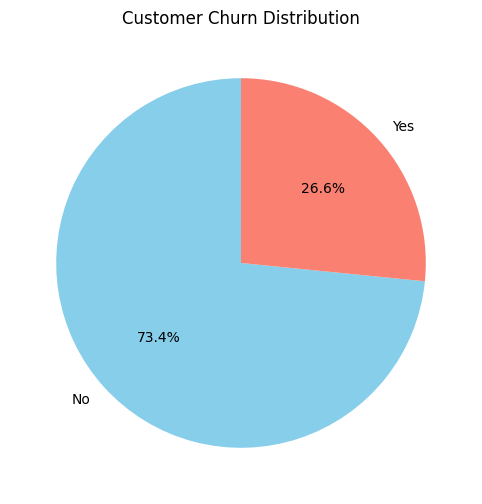 Customer Churn Distribution
Yes
26.6%
73.4%
No